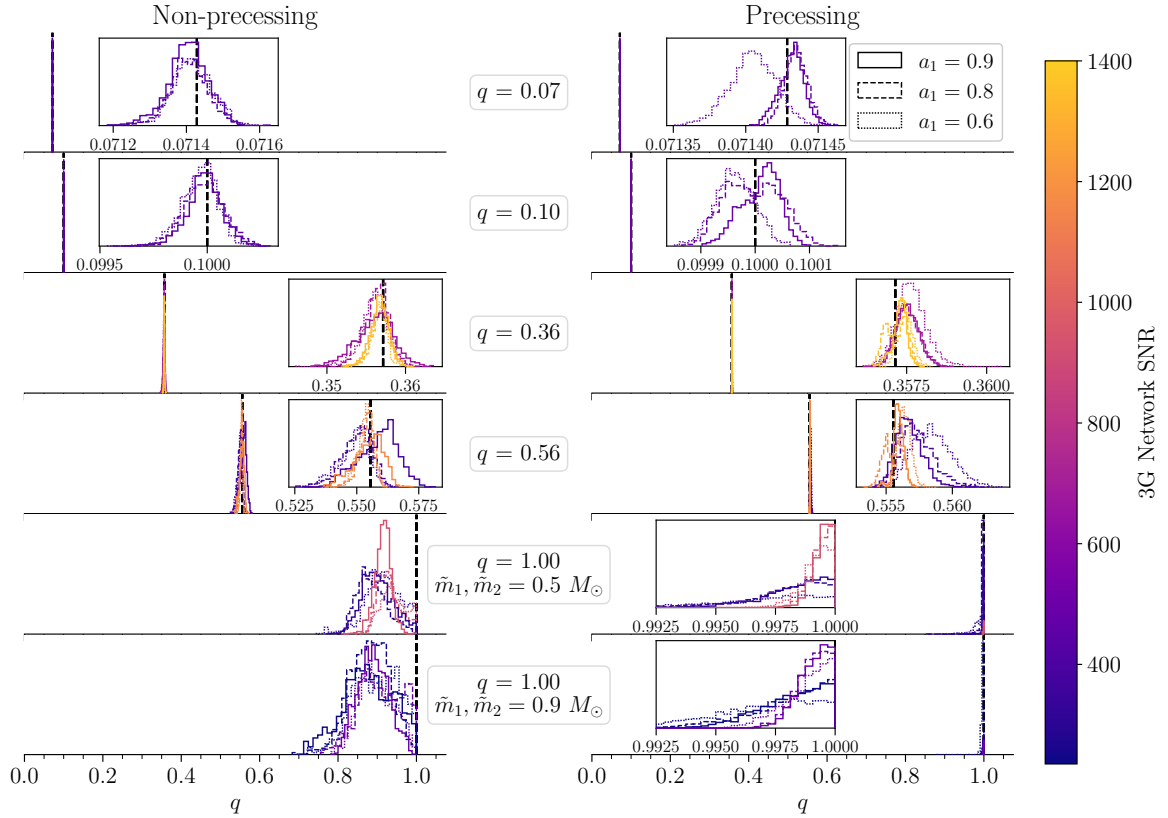 Non-precessing
Precessing
0.0712 0.0714 0.0716
q = 0.07
0.07135 0.07140 0.07145
a₁ = 0.9
a₁ = 0.8
a₁ = 0.6
0.0995 0.1000
q = 0.10
0.0999 0.1000 0.1001
0.35 0.36
q = 0.36
0.3575 0.3600
0.525 0.550 0.575
q = 0.56
0.555 0.560
q = 1.00
m̃₁, m̃₂ = 0.5 M⊙
0.9925 0.9950 0.9975 1.0000
q = 1.00
m̃₁, m̃₂ = 0.9 M⊙
0.9925 0.9950 0.9975 1.0000
0.0 0.2 0.4 0.6 0.8 1.0
q
0.0 0.2 0.4 0.6 0.8 1.0
q
1400
1200
1000
800
600
400
3G Network SNR